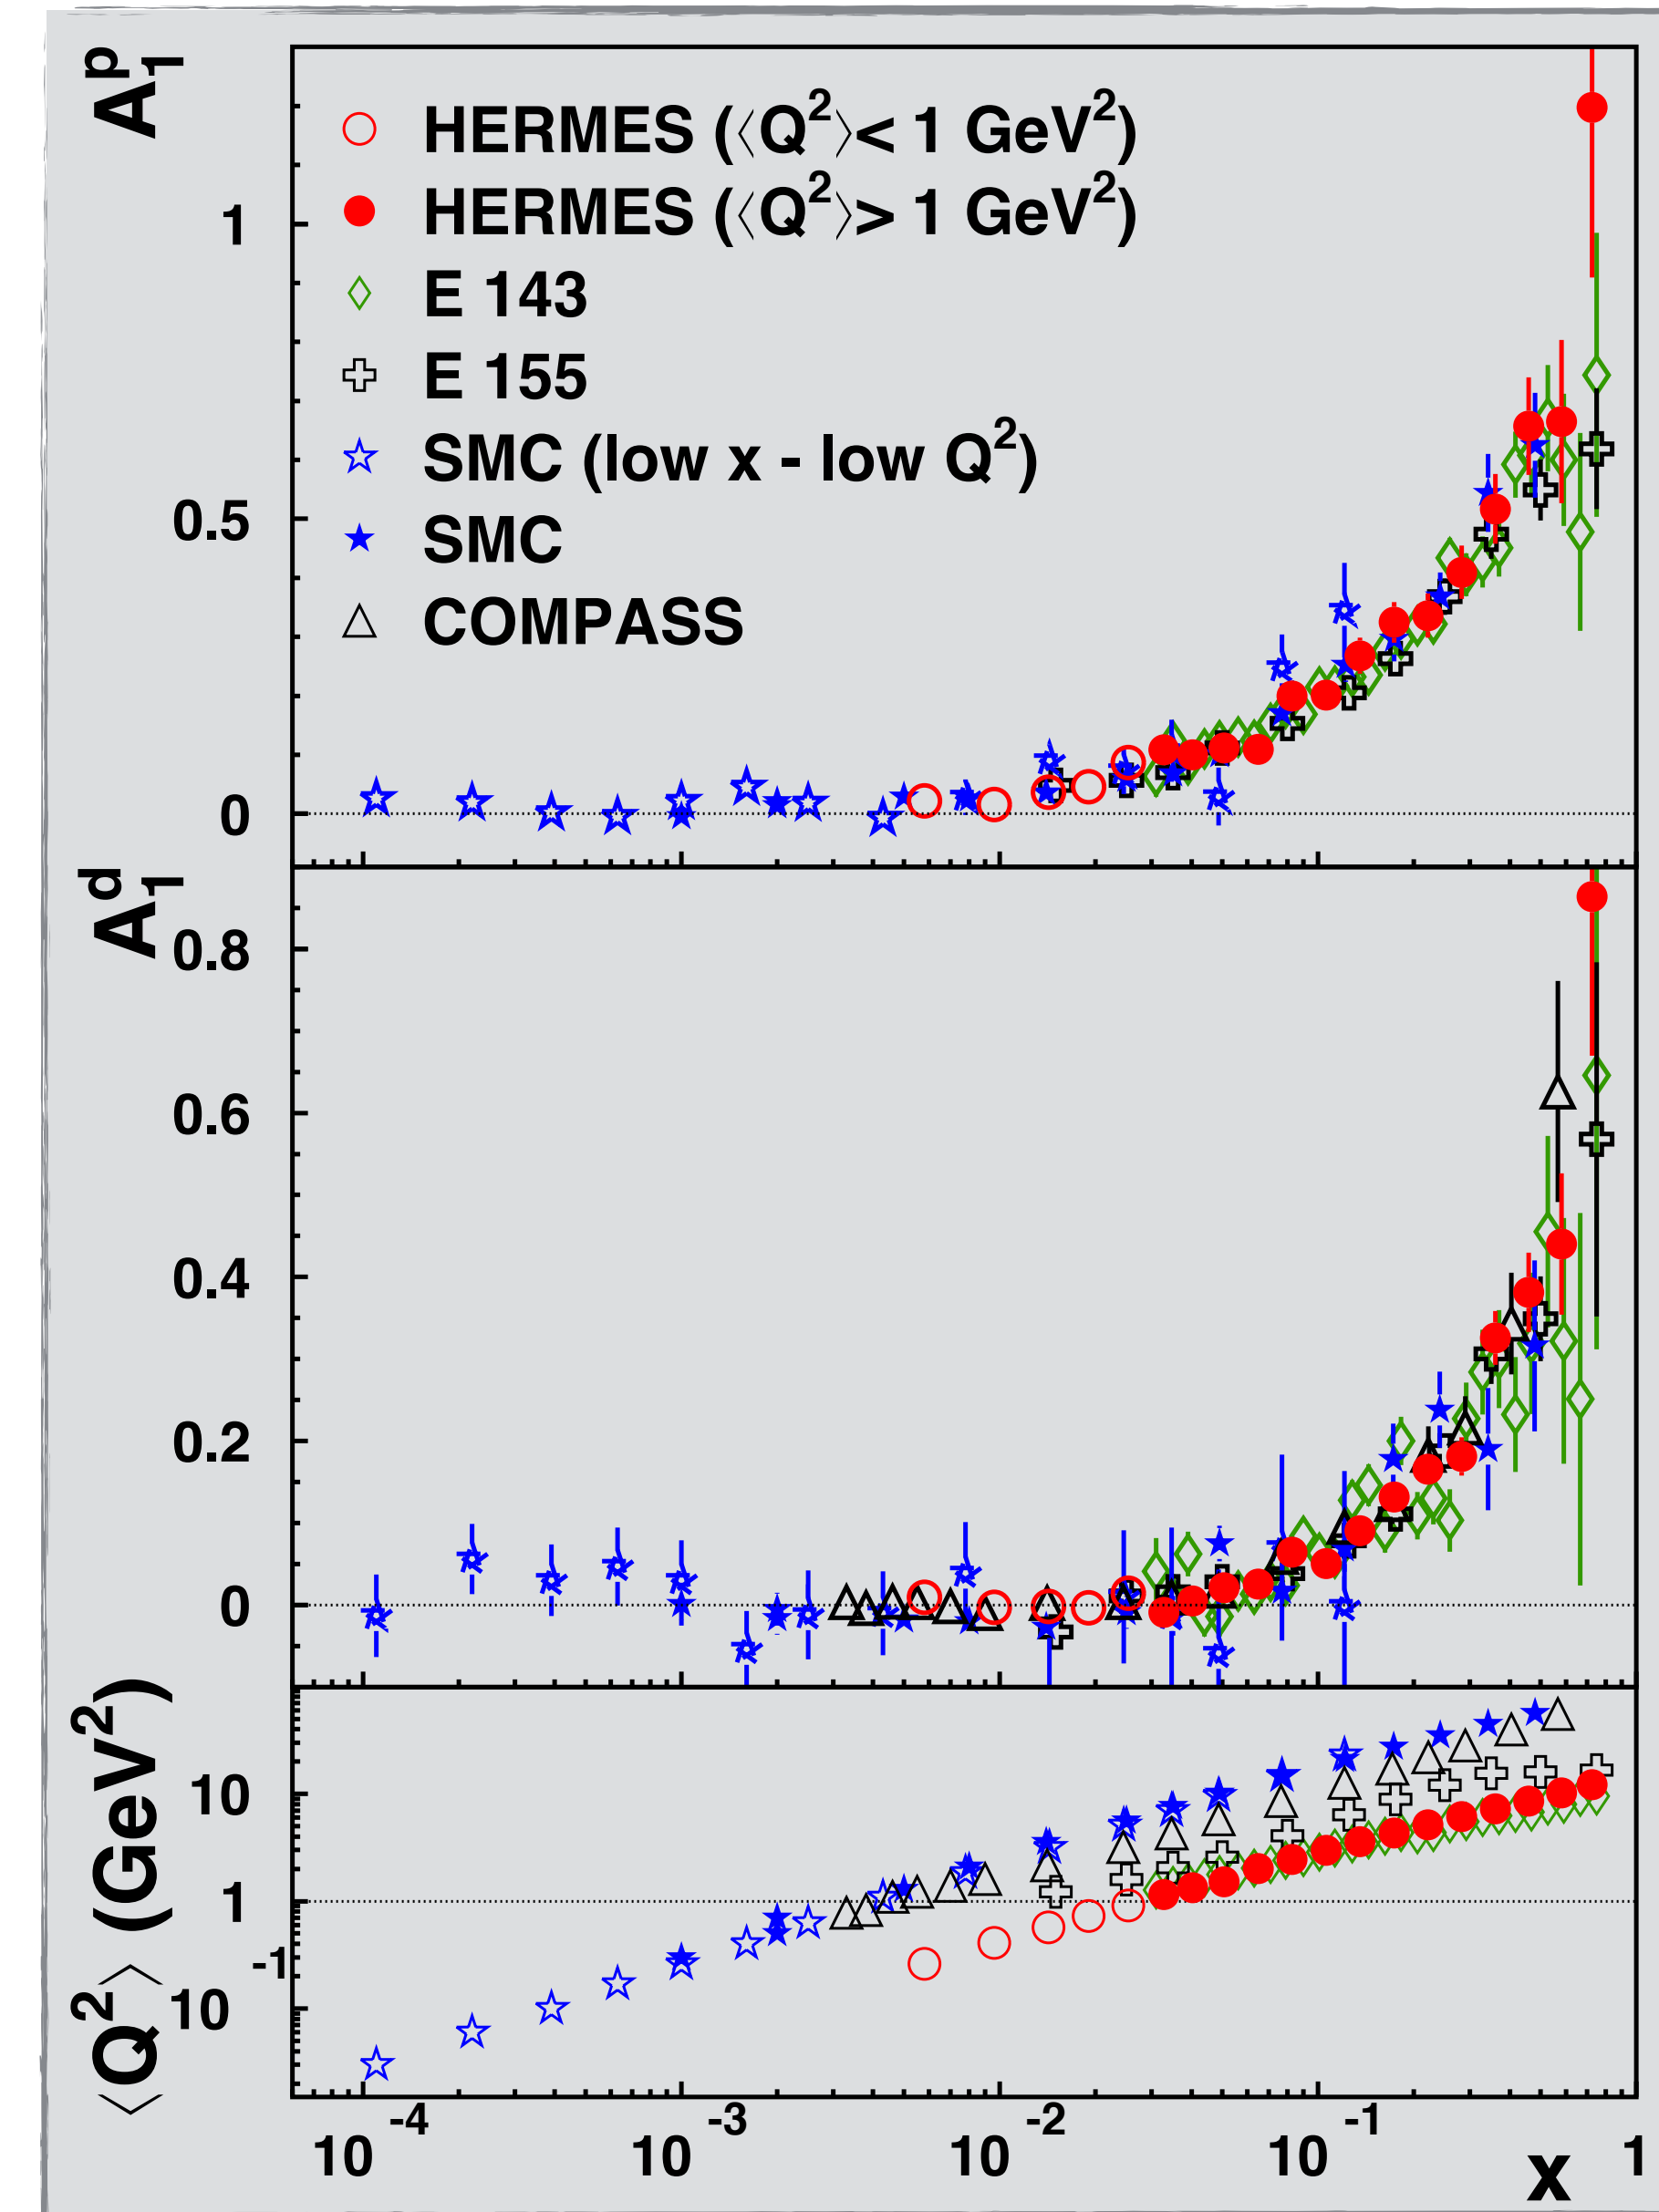 A₁ᵖ
HERMES (⟨Q²⟩< 1 GeV²)
HERMES (⟨Q²⟩> 1 GeV²)
E 143
E 155
SMC (low x - low Q²)
SMC
COMPASS
1
0.5
0
A₁ᵈ
0.8
0.6
0.4
0.2
0
⟨Q²⟩ (GeV²)
10
1
10⁻¹
10⁻⁴ 10⁻³ 10⁻² 10⁻¹ 1
x